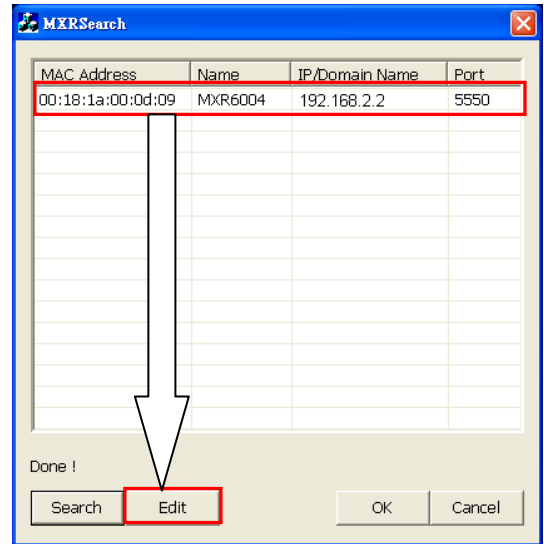 MXRSearch
MAC Address Name IP/Domain Name Port
00:18:1a:00:0d:09 MXR6004 192.168.2.2 5550
Done !
Search Edit OK Cancel